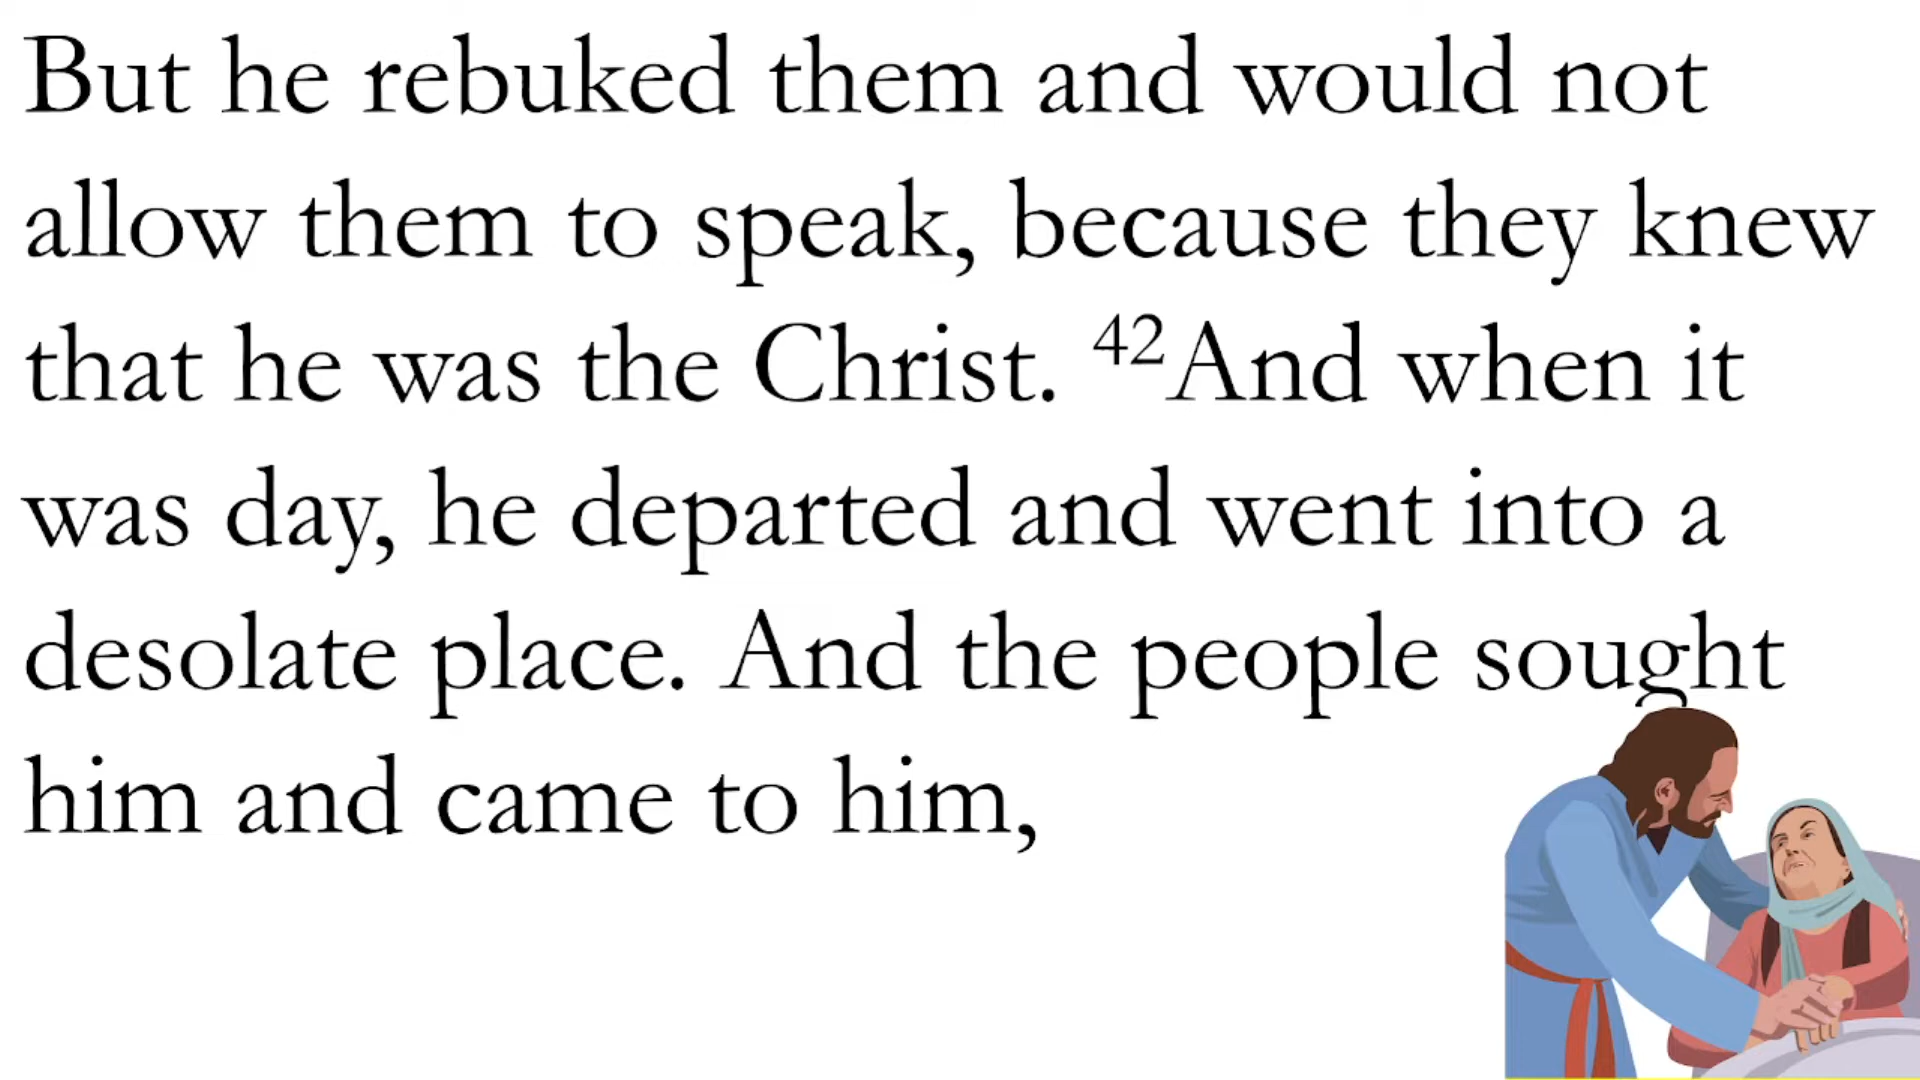 But he rebuked them and would not
allow them to speak, because they knew
that he was the Christ. ⁴²And when it
was day, he departed and went into a
desolate place. And the people sought
him and came to him,